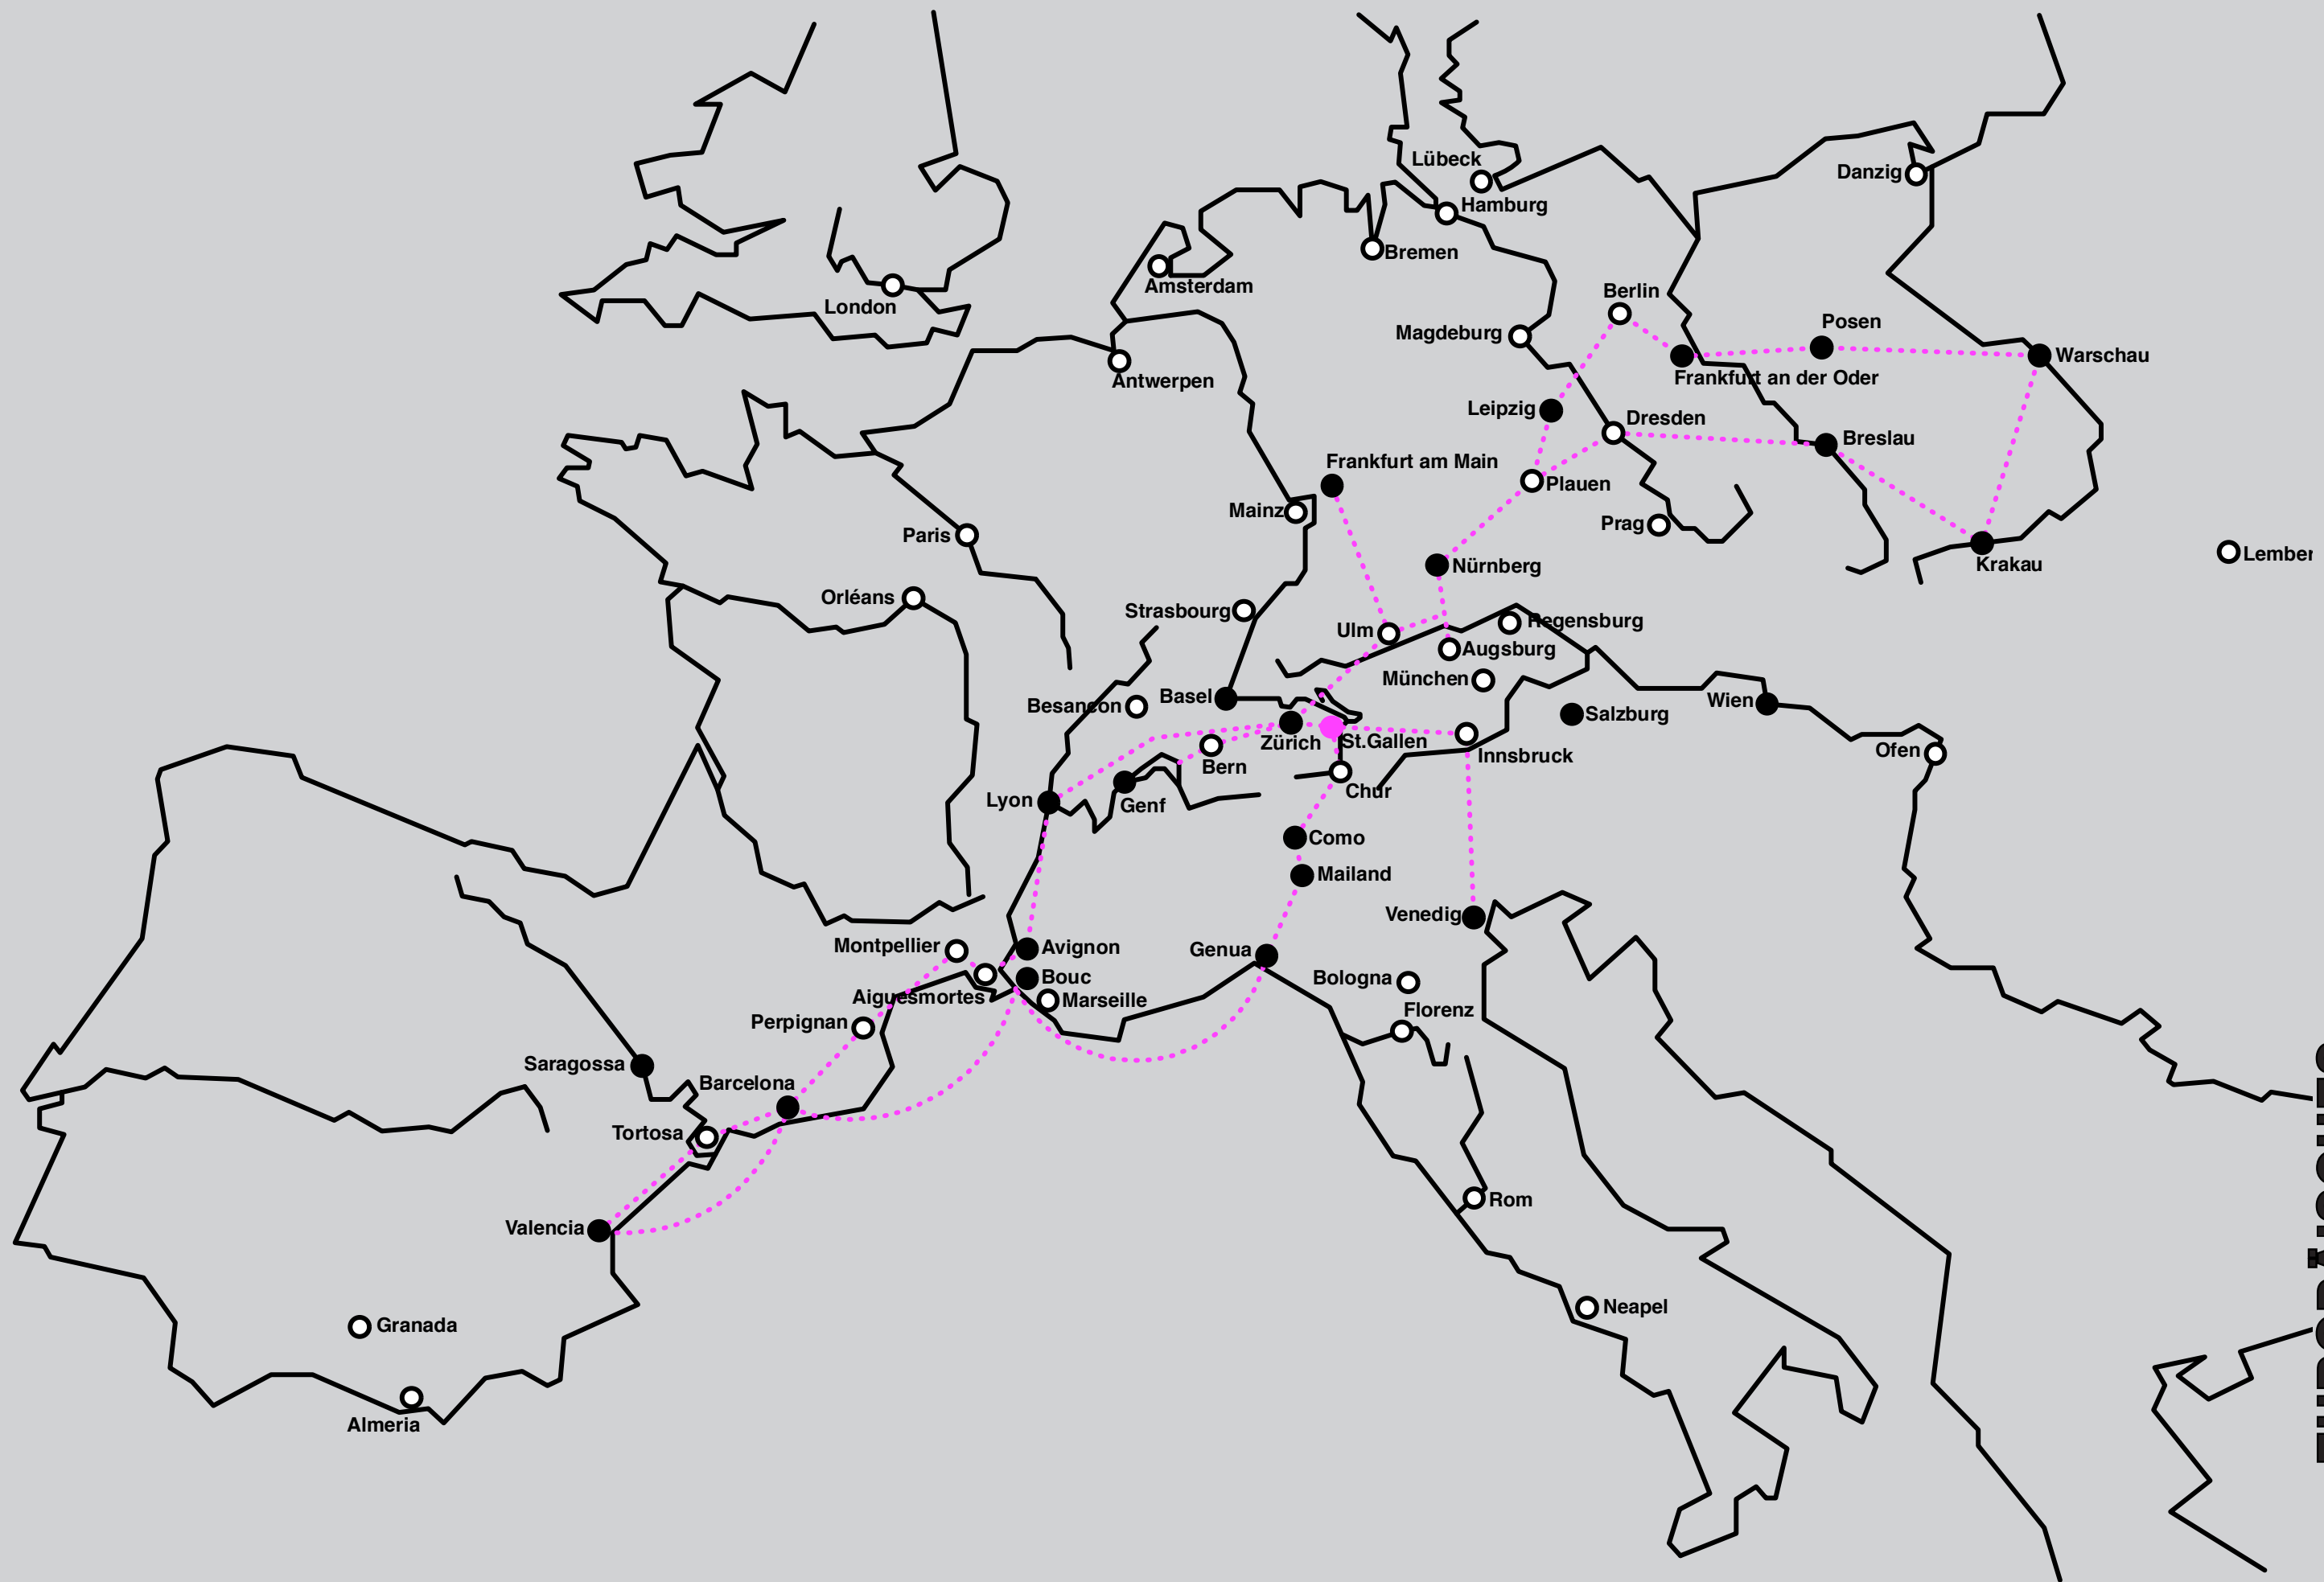 Lübeck
Danzig
Hamburg
Bremen
Amsterdam
London
Berlin
Posen
Magdeburg
Warschau
Antwerpen
Frankfurt an der Oder
Leipzig
Dresden
Breslau
Frankfurt am Main
Plauen
Mainz
Prag
Paris
Krakau
Lember
Nürnberg
Orléans
Strasbourg
Regensburg
Ulm
Augsburg
München
Besancon
Basel
Wien
Salzburg
Zürich
St.Gallen
Ofen
Innsbruck
Bern
Chur
Lyon
Genf
Como
Mailand
Venedig
Montpellier
Avignon
Genua
Bouc
Bologna
Aiguesmortes
Marseille
Florenz
Perpignan
Saragossa
Barcelona
Tortosa
Rom
Valencia
Neapel
Granada
Almeria